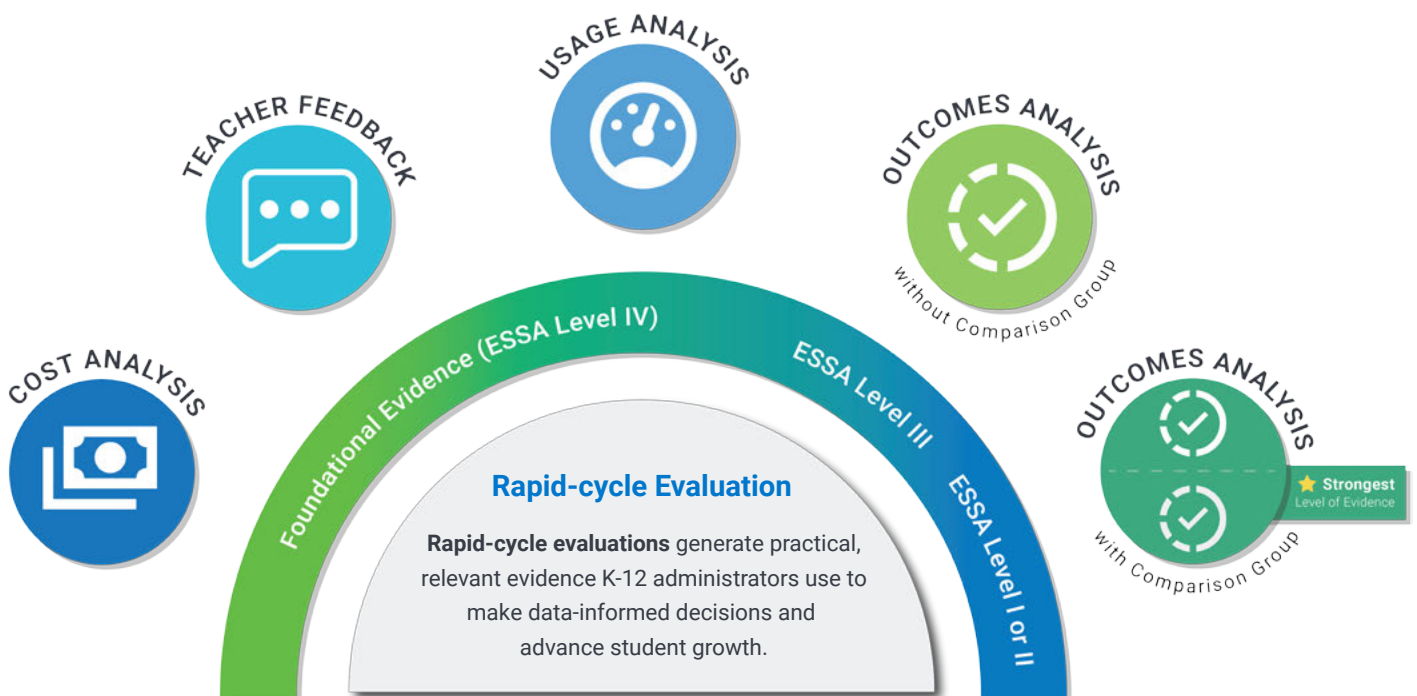 COST ANALYSIS
TEACHER FEEDBACK
USAGE ANALYSIS
OUTCOMES ANALYSIS
without Comparison Group
OUTCOMES ANALYSIS
with Comparison Group
Strongest
Level of Evidence
Foundational Evidence (ESSA Level IV)
ESSA Level III
ESSA Level I or II
Rapid-cycle Evaluation
Rapid-cycle evaluations generate practical,
relevant evidence K-12 administrators use to
make data-informed decisions and
advance student growth.